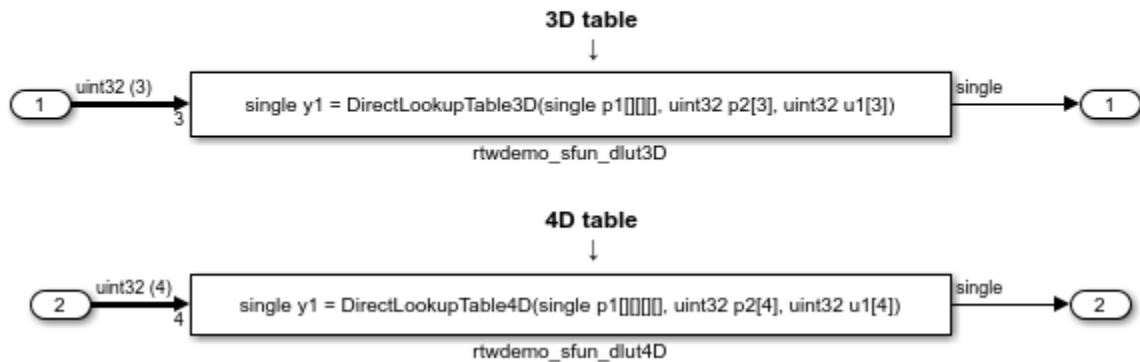 3D table
↓
uint32 (3)
1
3
single y1 = DirectLookupTable3D(single p1[][][], uint32 p2[3], uint32 u1[3])
single
1
rtwdemo_sfun_dlut3D
4D table
↓
uint32 (4)
2
4
single y1 = DirectLookupTable4D(single p1[][][][], uint32 p2[4], uint32 u1[4])
single
2
rtwdemo_sfun_dlut4D